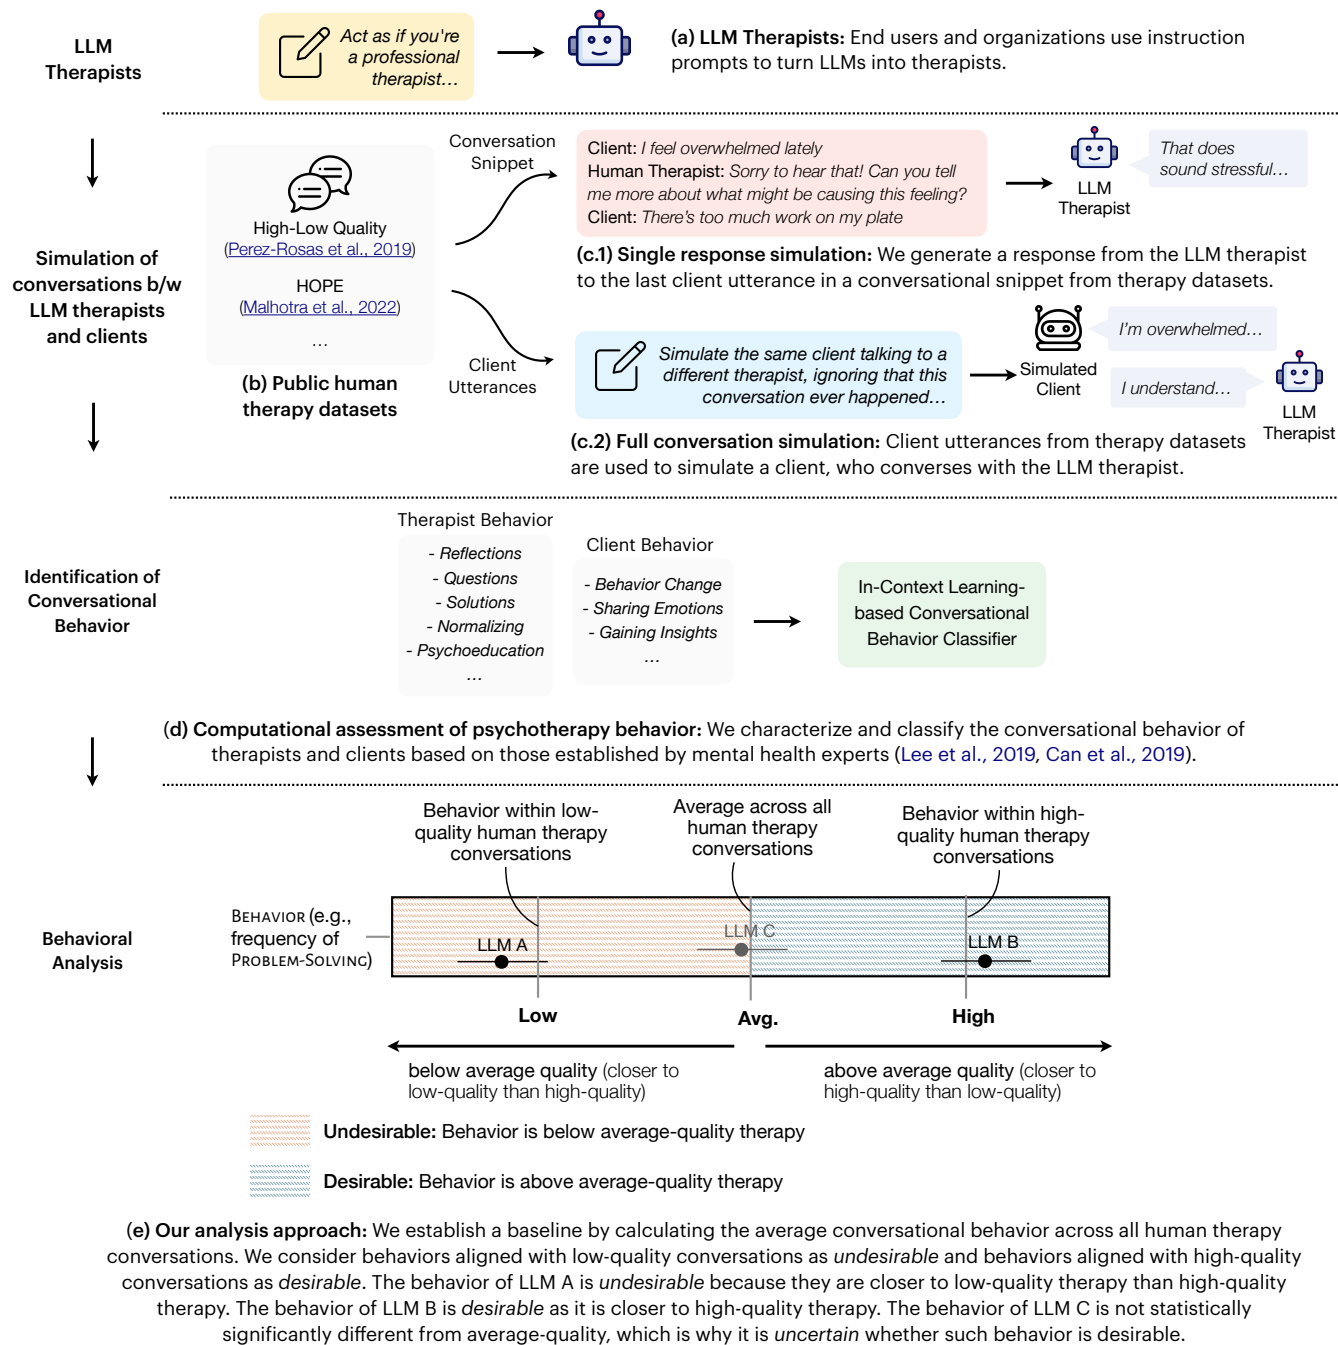 LLM
Therapists
Act as if you're
a professional
therapist...
(a) LLM Therapists: End users and organizations use instruction
prompts to turn LLMs into therapists.
Simulation of
conversations b/w
LLM therapists
and clients
High-Low Quality
(Perez-Rosas et al., 2019)
HOPE
(Malhotra et al., 2022)
...
(b) Public human
therapy datasets
Conversation
Snippet
Client: I feel overwhelmed lately
Human Therapist: Sorry to hear that! Can you tell
me more about what might be causing this feeling?
Client: There's too much work on my plate
LLM
Therapist
That does
sound stressful...
(c.1) Single response simulation: We generate a response from the LLM therapist
to the last client utterance in a conversational snippet from therapy datasets.
Client
Utterances
Simulate the same client talking to a
different therapist, ignoring that this
conversation ever happened...
Simulated
Client
I'm overwhelmed...
I understand...
LLM
Therapist
(c.2) Full conversation simulation: Client utterances from therapy datasets
are used to simulate a client, who converses with the LLM therapist.
Identification of
Conversational
Behavior
Therapist Behavior
- Reflections
- Questions
- Solutions
- Normalizing
- Psychoeducation
...
Client Behavior
- Behavior Change
- Sharing Emotions
- Gaining Insights
...
In-Context Learning-
based Conversational
Behavior Classifier
(d) Computational assessment of psychotherapy behavior: We characterize and classify the conversational behavior of
therapists and clients based on those established by mental health experts (Lee et al., 2019, Can et al., 2019).
Behavioral
Analysis
Behavior within low-
quality human therapy
conversations
Average across all
human therapy
conversations
Behavior within high-
quality human therapy
conversations
BEHAVIOR (e.g.,
frequency of
PROBLEM-SOLVING)
LLM A
LLM C
LLM B
Low
Avg.
High
below average quality (closer to
low-quality than high-quality)
above average quality (closer to
high-quality than low-quality)
Undesirable: Behavior is below average-quality therapy
Desirable: Behavior is above average-quality therapy
(e) Our analysis approach: We establish a baseline by calculating the average conversational behavior across all human therapy
conversations. We consider behaviors aligned with low-quality conversations as undesirable and behaviors aligned with high-quality
conversations as desirable. The behavior of LLM A is undesirable because they are closer to low-quality therapy than high-quality
therapy. The behavior of LLM B is desirable as it is closer to high-quality therapy. The behavior of LLM C is not statistically
significantly different from average-quality, which is why it is uncertain whether such behavior is desirable.